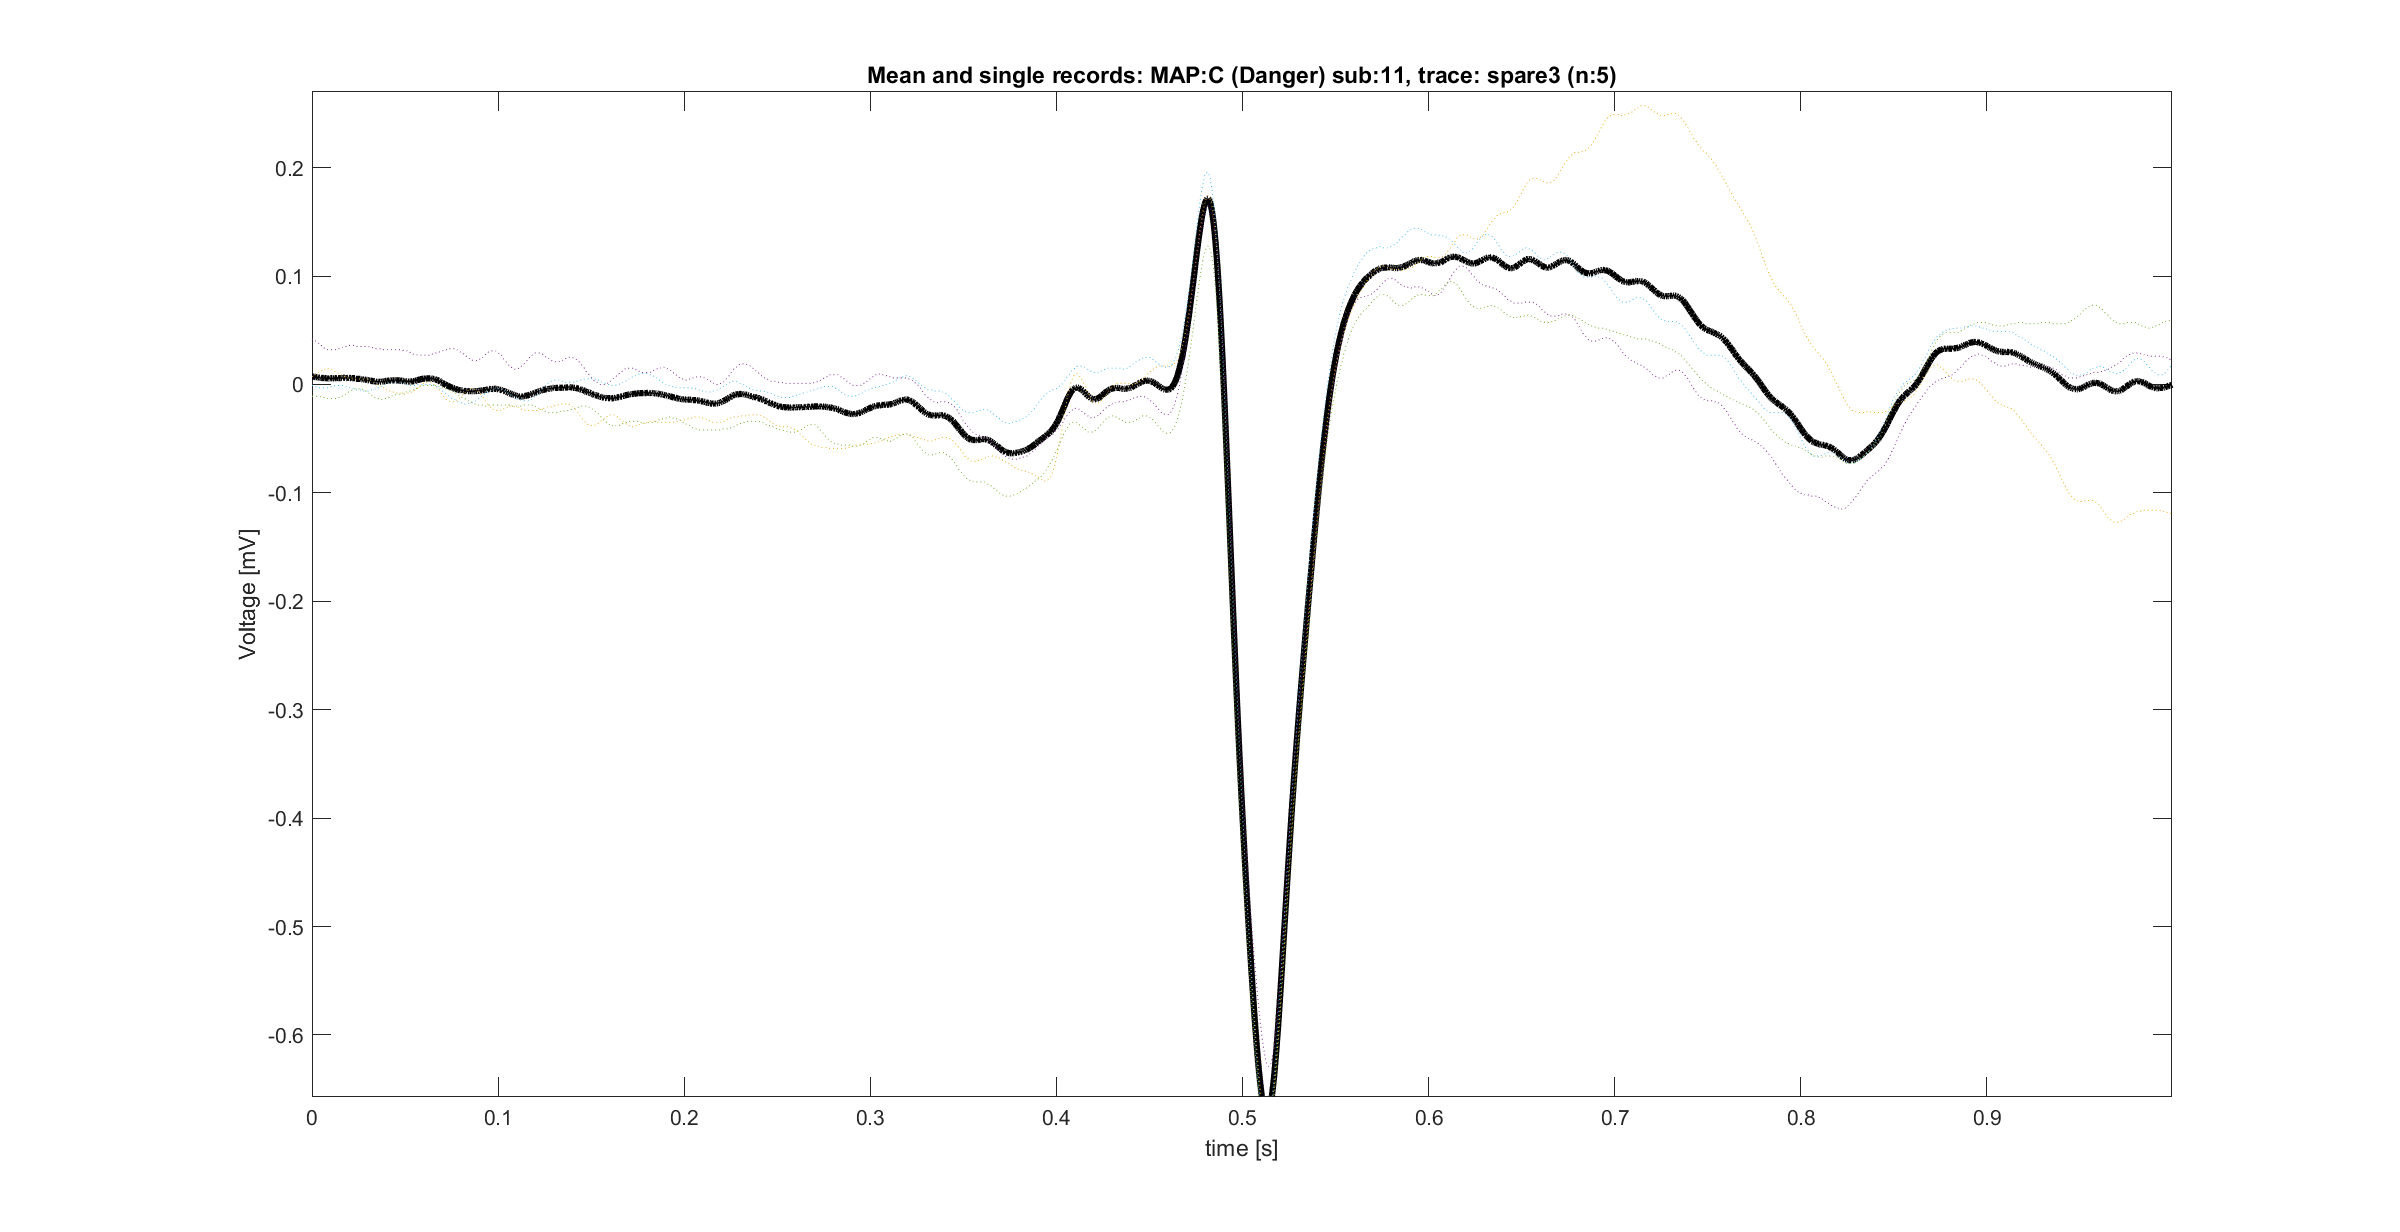 Mean and single records: MAP:C (Danger) sub:11, trace: spare3 (n:5)
0.2
0.1
0
-0.1
-0.2
-0.3
-0.4
-0.5
-0.6
Voltage [mV]
0 0.1 0.2 0.3 0.4 0.5 0.6 0.7 0.8 0.9
time [s]